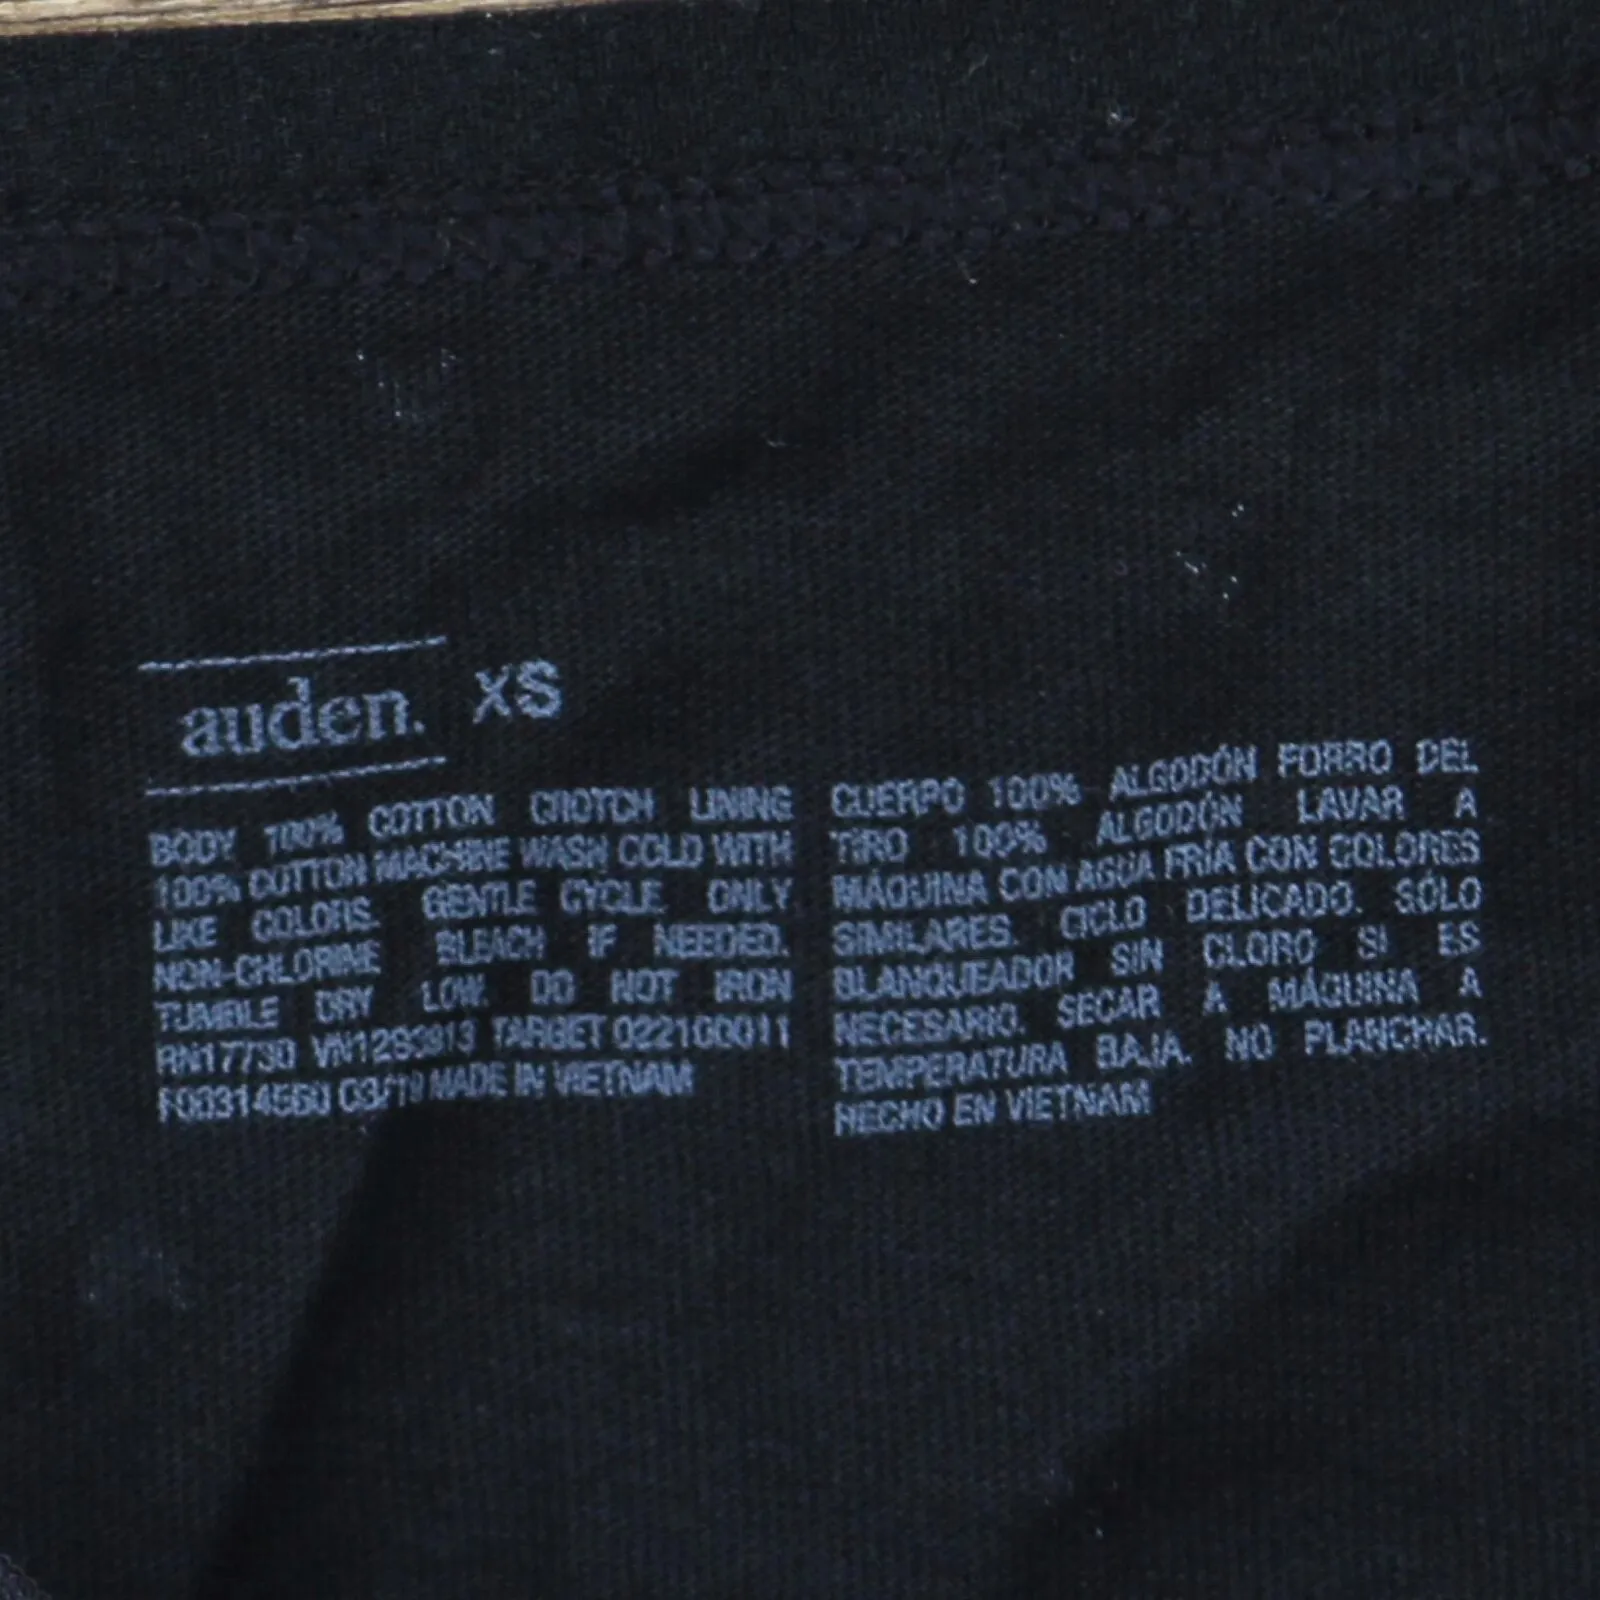 auden. XS
BODY 100% COTTON CROTCH LINING
100% COTTON MACHINE WASH COLD WITH
LIKE COLORS. GENTLE CYCLE. ONLY
NON-CHLORINE BLEACH IF NEEDED.
TUMBLE DRY LOW. DO NOT IRON
RN17730 TARGET 022100011
03/19 MADE IN VIETNAM
CUERPO 100% ALGODÓN FORRO DEL
TIRO 100% ALGODÓN LAVAR A
MÁQUINA CON AGUA FRÍA CON COLORES
SIMILARES. CICLO DELICADO. SÓLO
BLANQUEADOR SIN CLORO SI ES
NECESARIO. SECAR A MÁQUINA A
TEMPERATURA BAJA. NO PLANCHAR.
HECHO EN VIETNAM